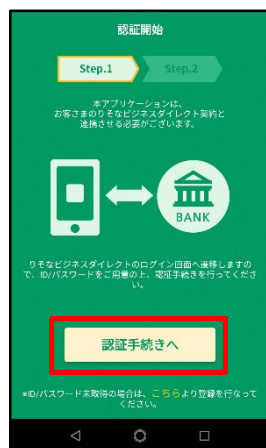 認証開始
Step.1
Step.2
本アプリケーションは、
お客さまのりそなビジネスダイレクト契約と
連携させる必要がございます。
BANK
りそなビジネスダイレクトのログイン画面へ遷移しますの
で、ID/パスワードをご用意の上、認証手続きを行ってくださ
い。
認証手続きへ
※ID/パスワード未取得の場合は、こちらより登録を行なって
ください。